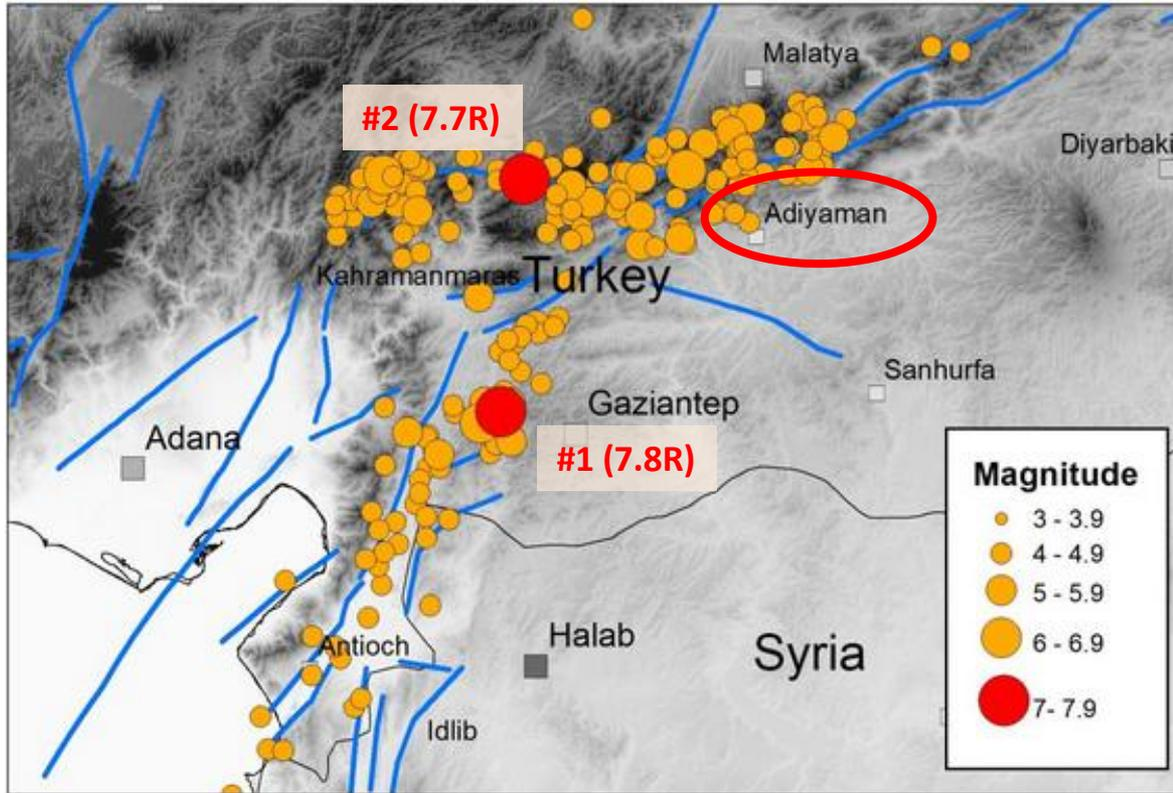 Malatya
#2 (7.7R)
Diyarbaki
Adiyaman
Kahramanmaras
Turkey
Sanhurfa
Gaziantep
Adana
#1 (7.8R)
Magnitude
3 - 3.9
4 - 4.9
5 - 5.9
6 - 6.9
7- 7.9
Halab
Syria
Antioch
Idlib